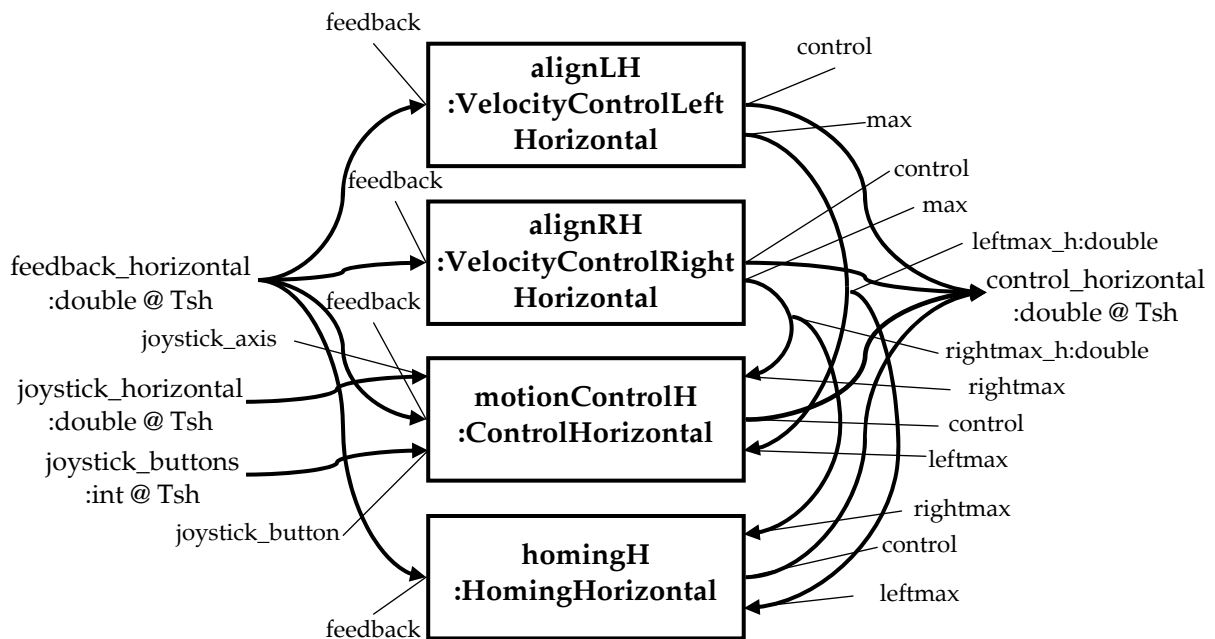 feedback
alignLH
:VelocityControlLeft
Horizontal
control
max
feedback
alignRH
:VelocityControlRight
Horizontal
control
max
leftmax_h:double
feedback_horizontal
:double @ Tsh
feedback
control_horizontal
:double @ Tsh
joystick_axis
rightmax_h:double
joystick_horizontal
:double @ Tsh
motionControlH
:ControlHorizontal
rightmax
control
joystick_buttons
:int @ Tsh
leftmax
joystick_button
rightmax
homingH
:HomingHorizontal
control
leftmax
feedback